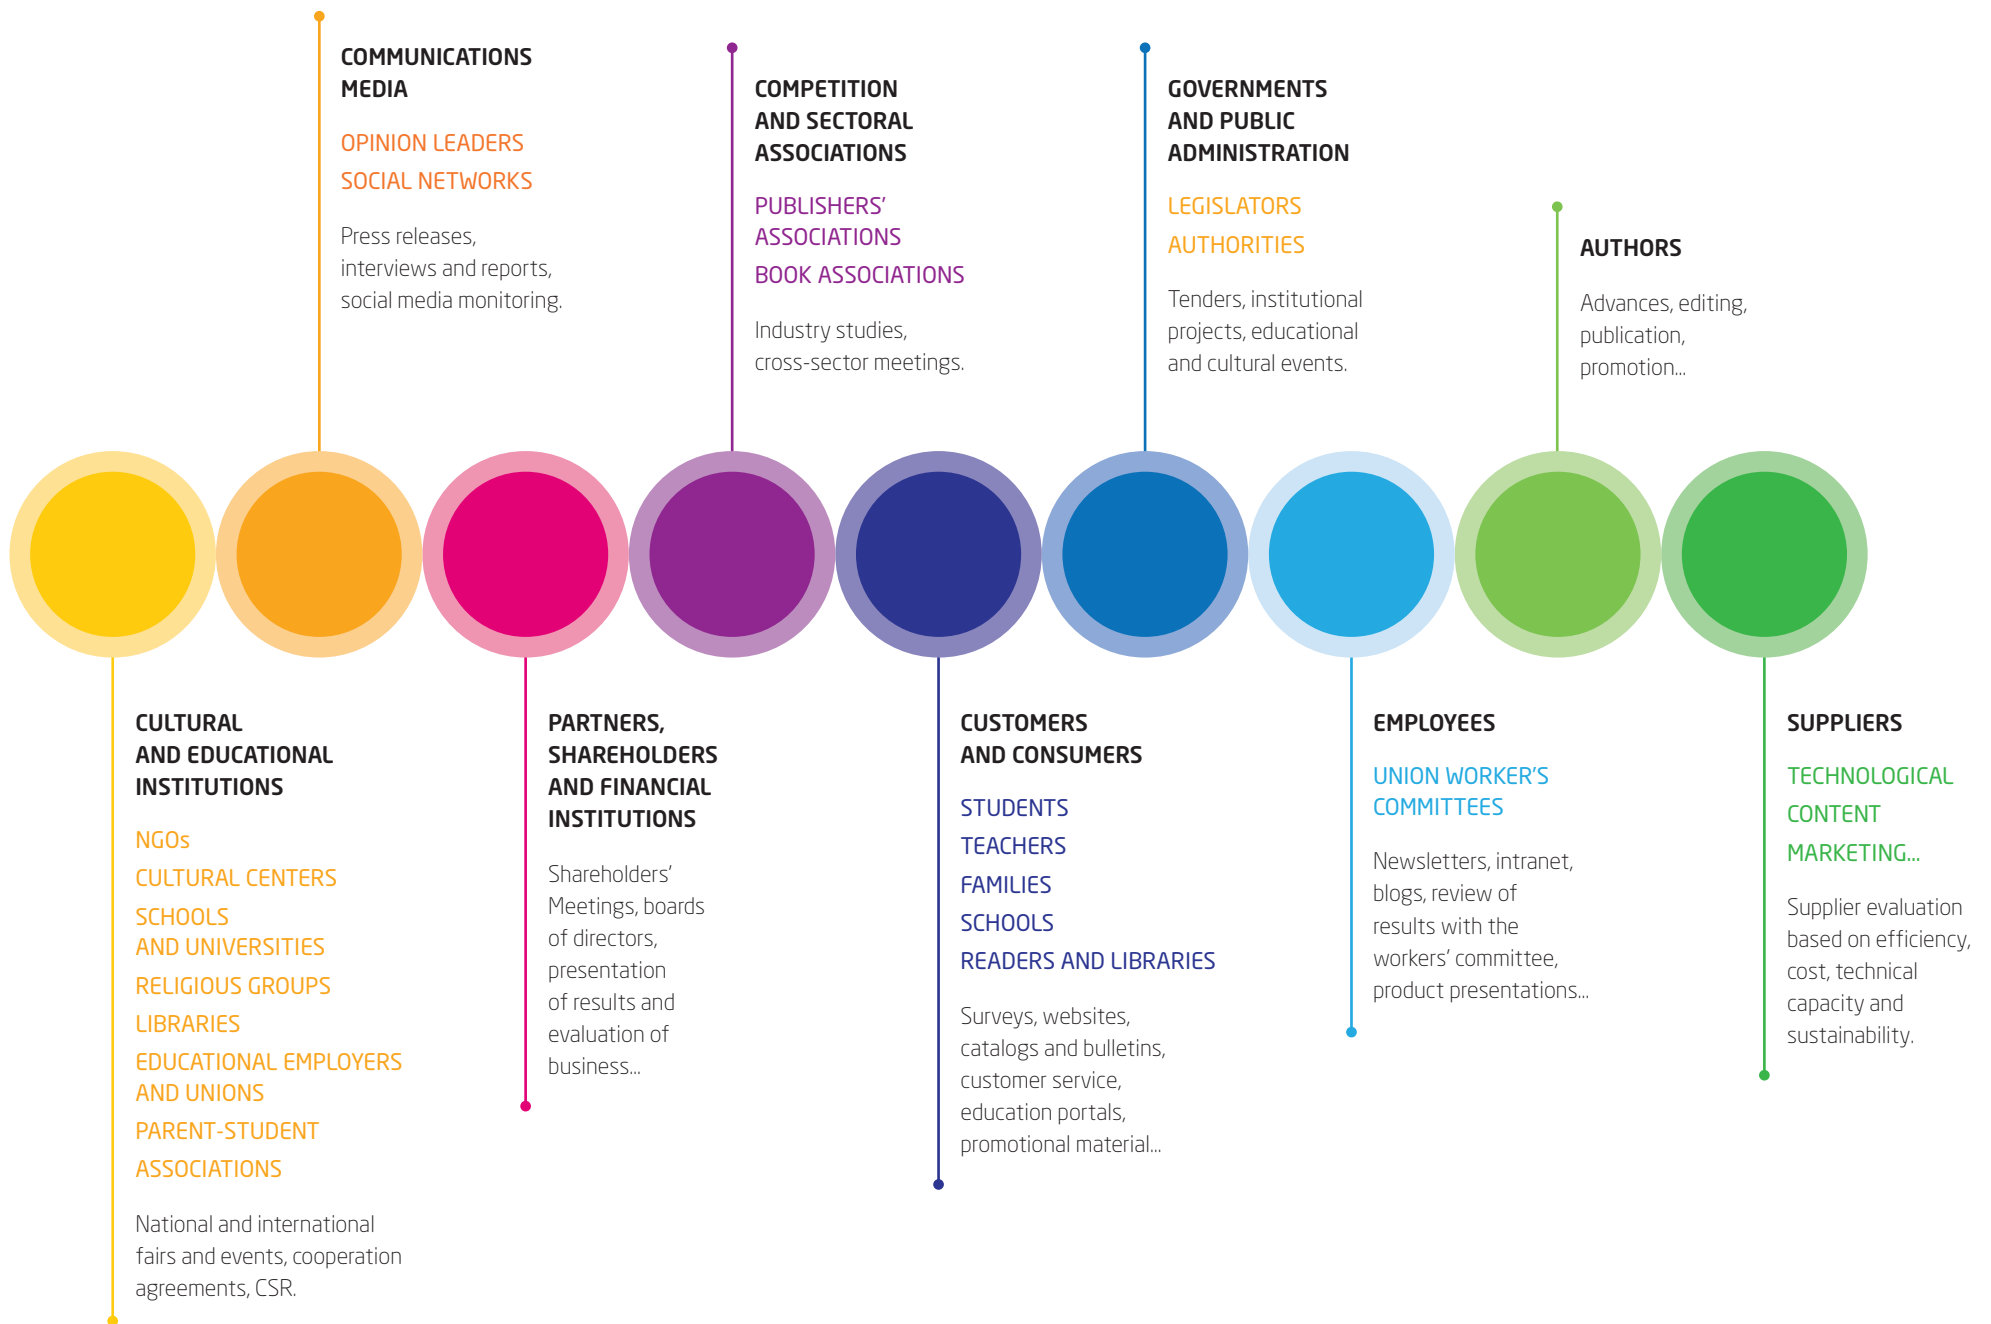 COMMUNICATIONS
MEDIA
OPINION LEADERS
SOCIAL NETWORKS
Press releases,
interviews and reports,
social media monitoring.
COMPETITION
AND SECTORAL
ASSOCIATIONS
PUBLISHERS’
ASSOCIATIONS
BOOK ASSOCIATIONS
Industry studies,
cross-sector meetings.
GOVERNMENTS
AND PUBLIC
ADMINISTRATION
LEGISLATORS
AUTHORITIES
Tenders, institutional
projects, educational
and cultural events.
AUTHORS
Advances, editing,
publication,
promotion...
CULTURAL
AND EDUCATIONAL
INSTITUTIONS
NGOs
CULTURAL CENTERS
SCHOOLS
AND UNIVERSITIES
RELIGIOUS GROUPS
LIBRARIES
EDUCATIONAL EMPLOYERS
AND UNIONS
PARENT-STUDENT
ASSOCIATIONS
National and international
fairs and events, cooperation
agreements, CSR.
PARTNERS,
SHAREHOLDERS
AND FINANCIAL
INSTITUTIONS
Shareholders’
Meetings, boards
of directors,
presentation
of results and
evaluation of
business...
CUSTOMERS
AND CONSUMERS
STUDENTS
TEACHERS
FAMILIES
SCHOOLS
READERS AND LIBRARIES
Surveys, websites,
catalogs and bulletins,
customer service,
education portals,
promotional material...
EMPLOYEES
UNION WORKER’S
COMMITTEES
Newsletters, intranet,
blogs, review of
results with the
workers’ committee,
product presentations...
SUPPLIERS
TECHNOLOGICAL
CONTENT
MARKETING...
Supplier evaluation
based on efficiency,
cost, technical
capacity and
sustainability.